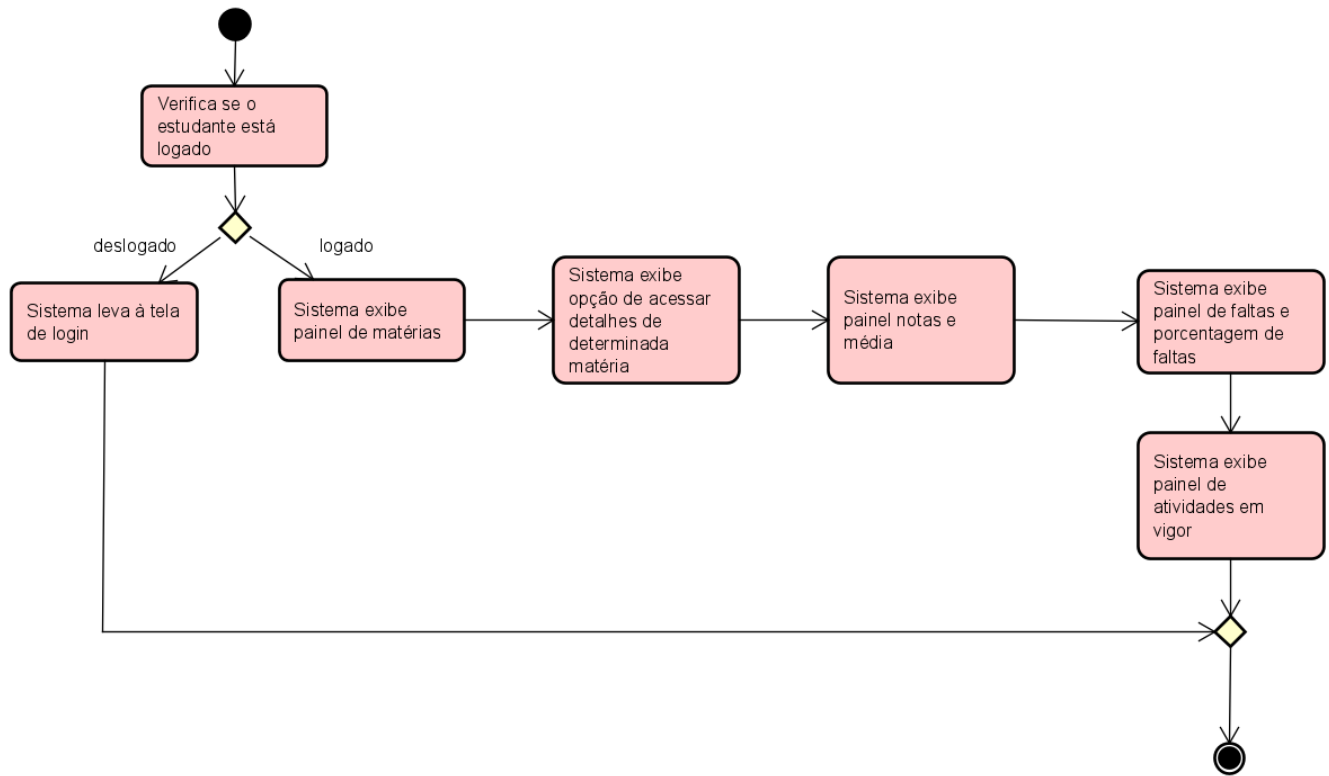 Verifica se o
estudante está
logado
deslogado
logado
Sistema leva à tela
de login
Sistema exibe
painel de matérias
Sistema exibe
opção de acessar
detalhes de
determinada
matéria
Sistema exibe
painel notas e
média
Sistema exibe
painel de faltas e
porcentagem de
faltas
Sistema exibe
painel de
atividades em
vigor